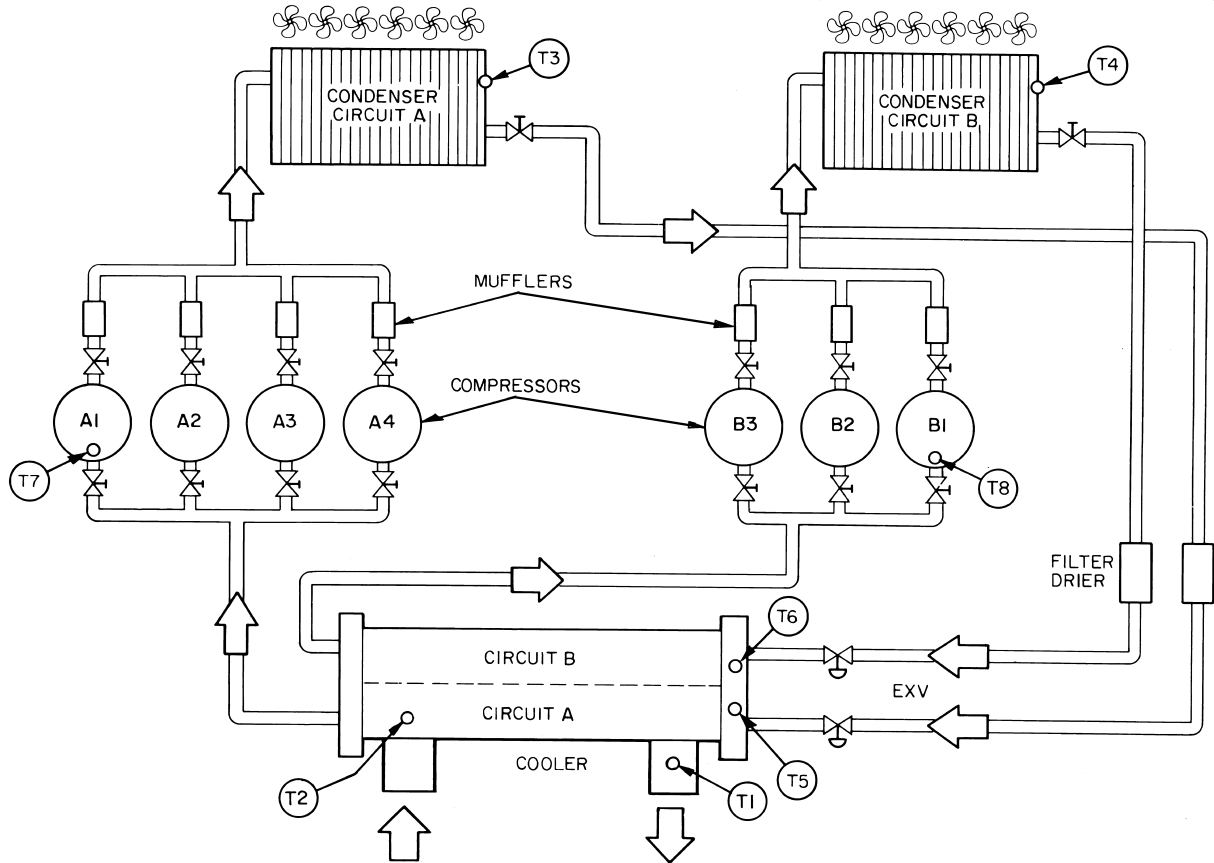 T3
T4
CONDENSER
CIRCUIT A
CONDENSER
CIRCUIT B
MUFFLERS
COMPRESSORS
A1
A2
A3
A4
B3
B2
B1
T7
T8
FILTER
DRIER
T6
CIRCUIT B
EXV
CIRCUIT A
COOLER
T5
T2
T1